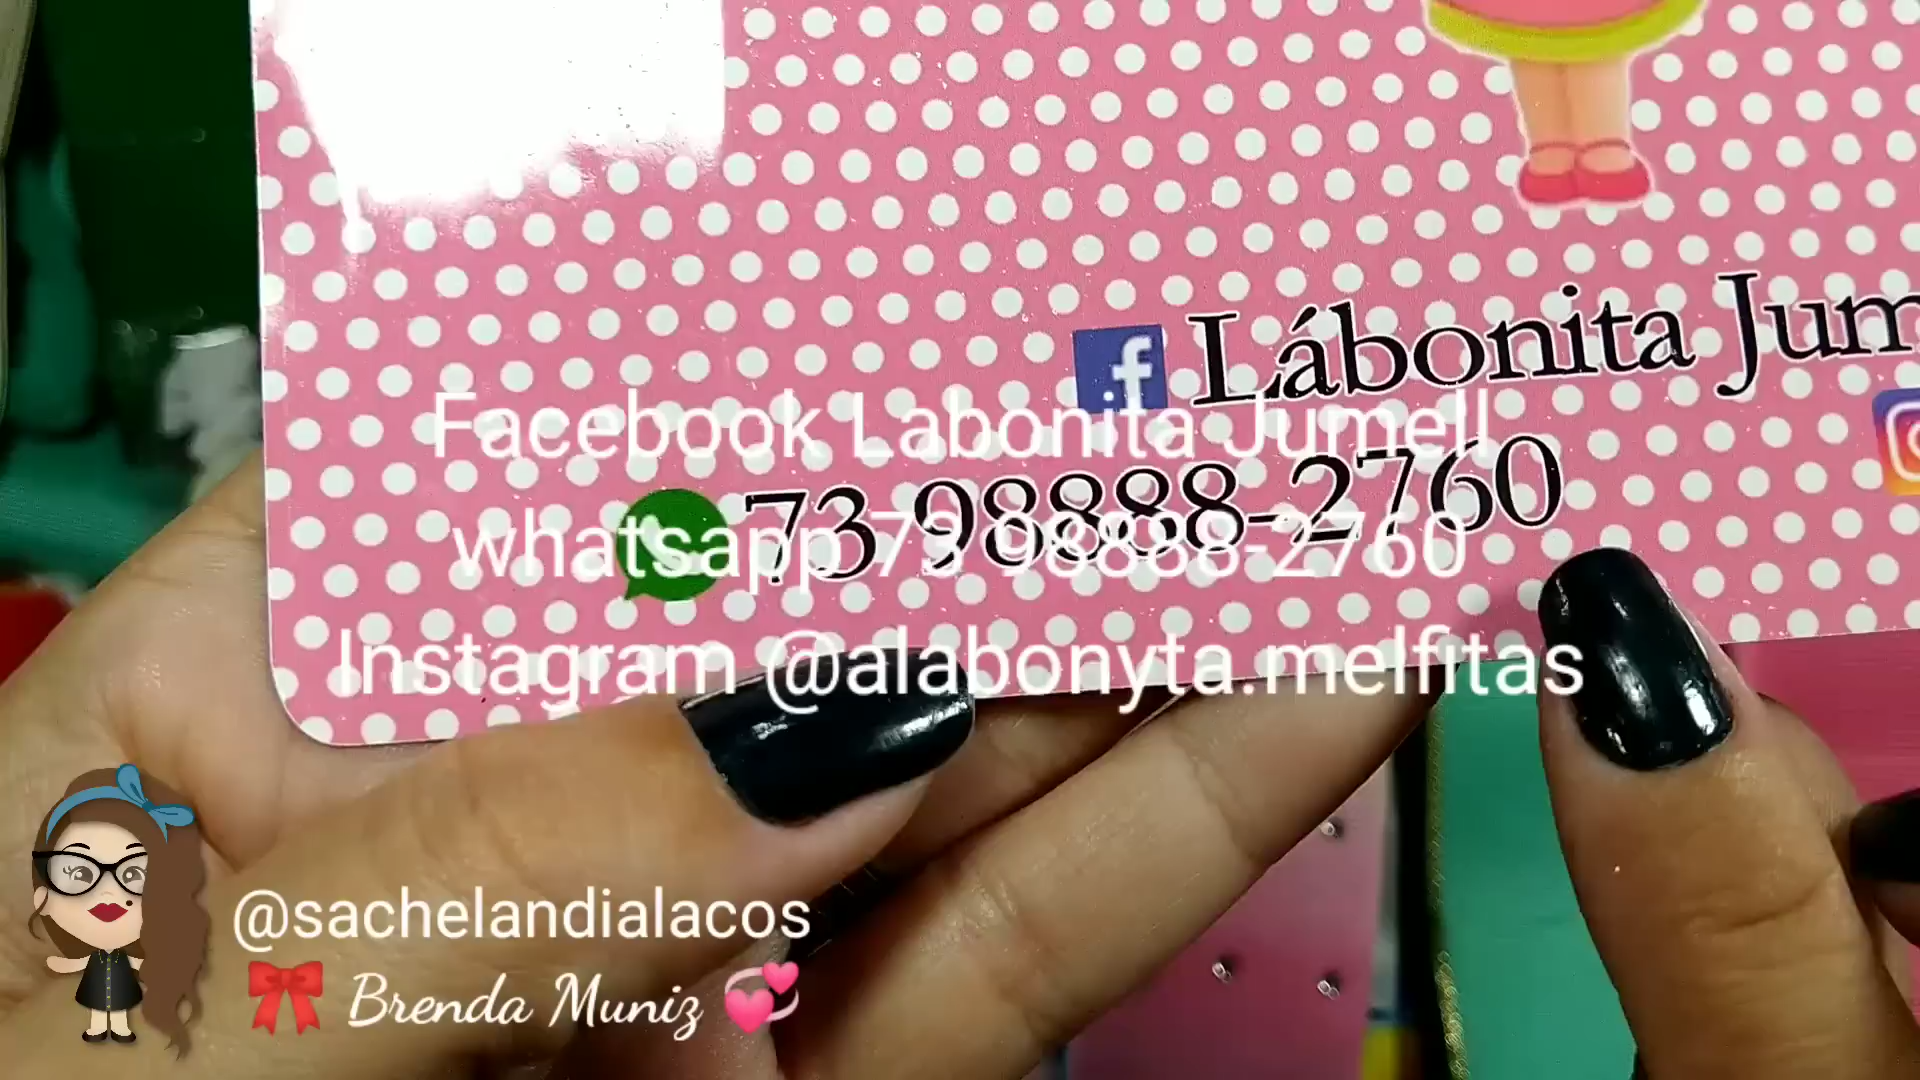 Lábonita Jum
Facebook Labonita Jumell
73 98888-2760
whatsapp 73 98888-2760
Instagram @alabonyta.melfitas
@sachelandialacos
Brenda Muniz